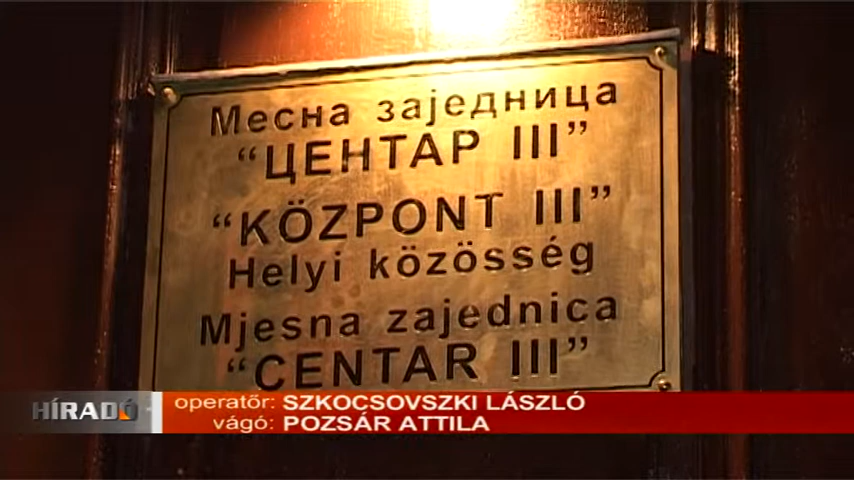 Месна заједница
“ЦЕНТАР III”
“KÖZPONT III”
Helyi közösség
Mjesna zajednica
“CENTAR III”
HÍRADÓ
operatőr: SZKOCSOVSZKI LÁSZLÓ
vágó: POZSÁR ATTILA